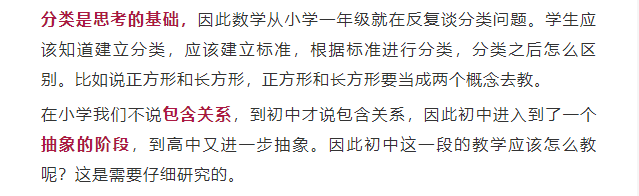 分类是思考的基础，因此数学从小学一年级就在反复谈分类问题。学生应
该知道建立分类，应该建立标准，根据标准进行分类，分类之后怎么区
别。比如说正方形和长方形，正方形和长方形要当成两个概念去教。
在小学我们不说包含关系，到初中才说包含关系，因此初中进入到了一个
抽象的阶段，到高中又进一步抽象。因此初中这一段的教学应该怎么教
呢？这是需要仔细研究的。